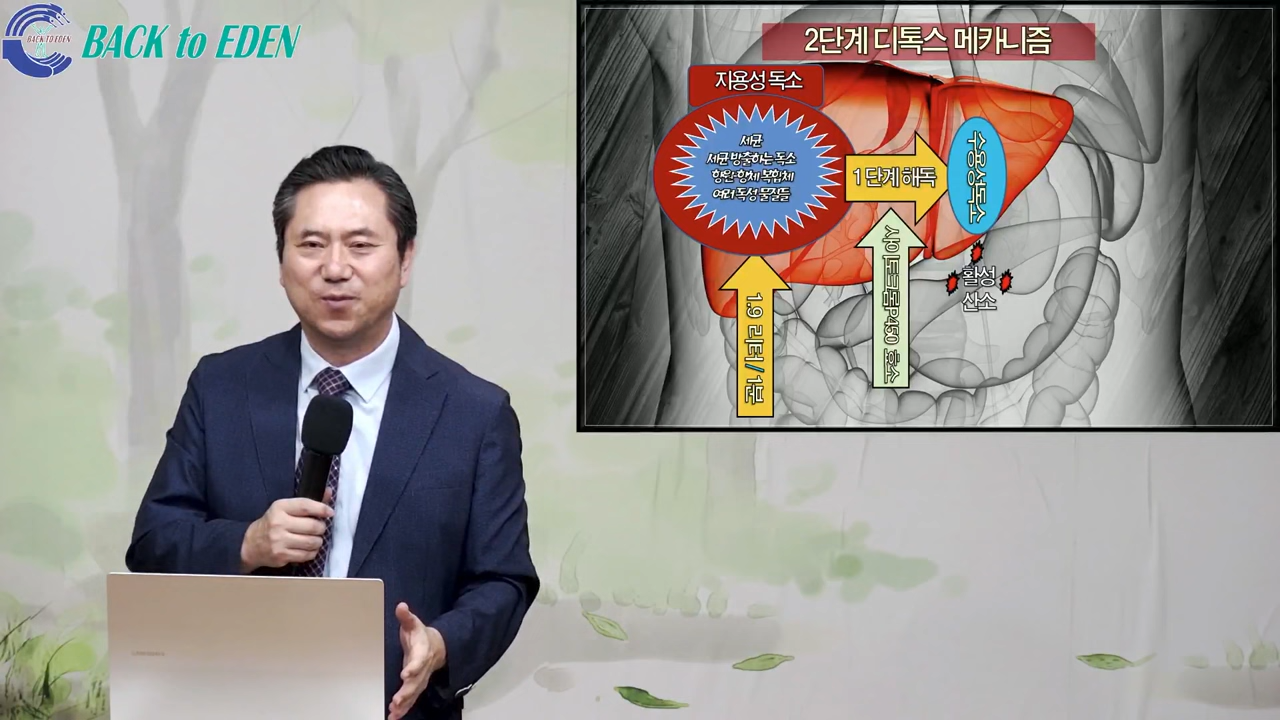 BACK TO EDEN
BACK to EDEN
2단계 디톡스 메카니즘
지용성 독소
세균
세균 방출하는 독소
항원·항체 복합체
여러 독성 물질들
1단계 해독
수용성독소
활성
산소
1.9 리터/1분
사이토크롬P450 효소